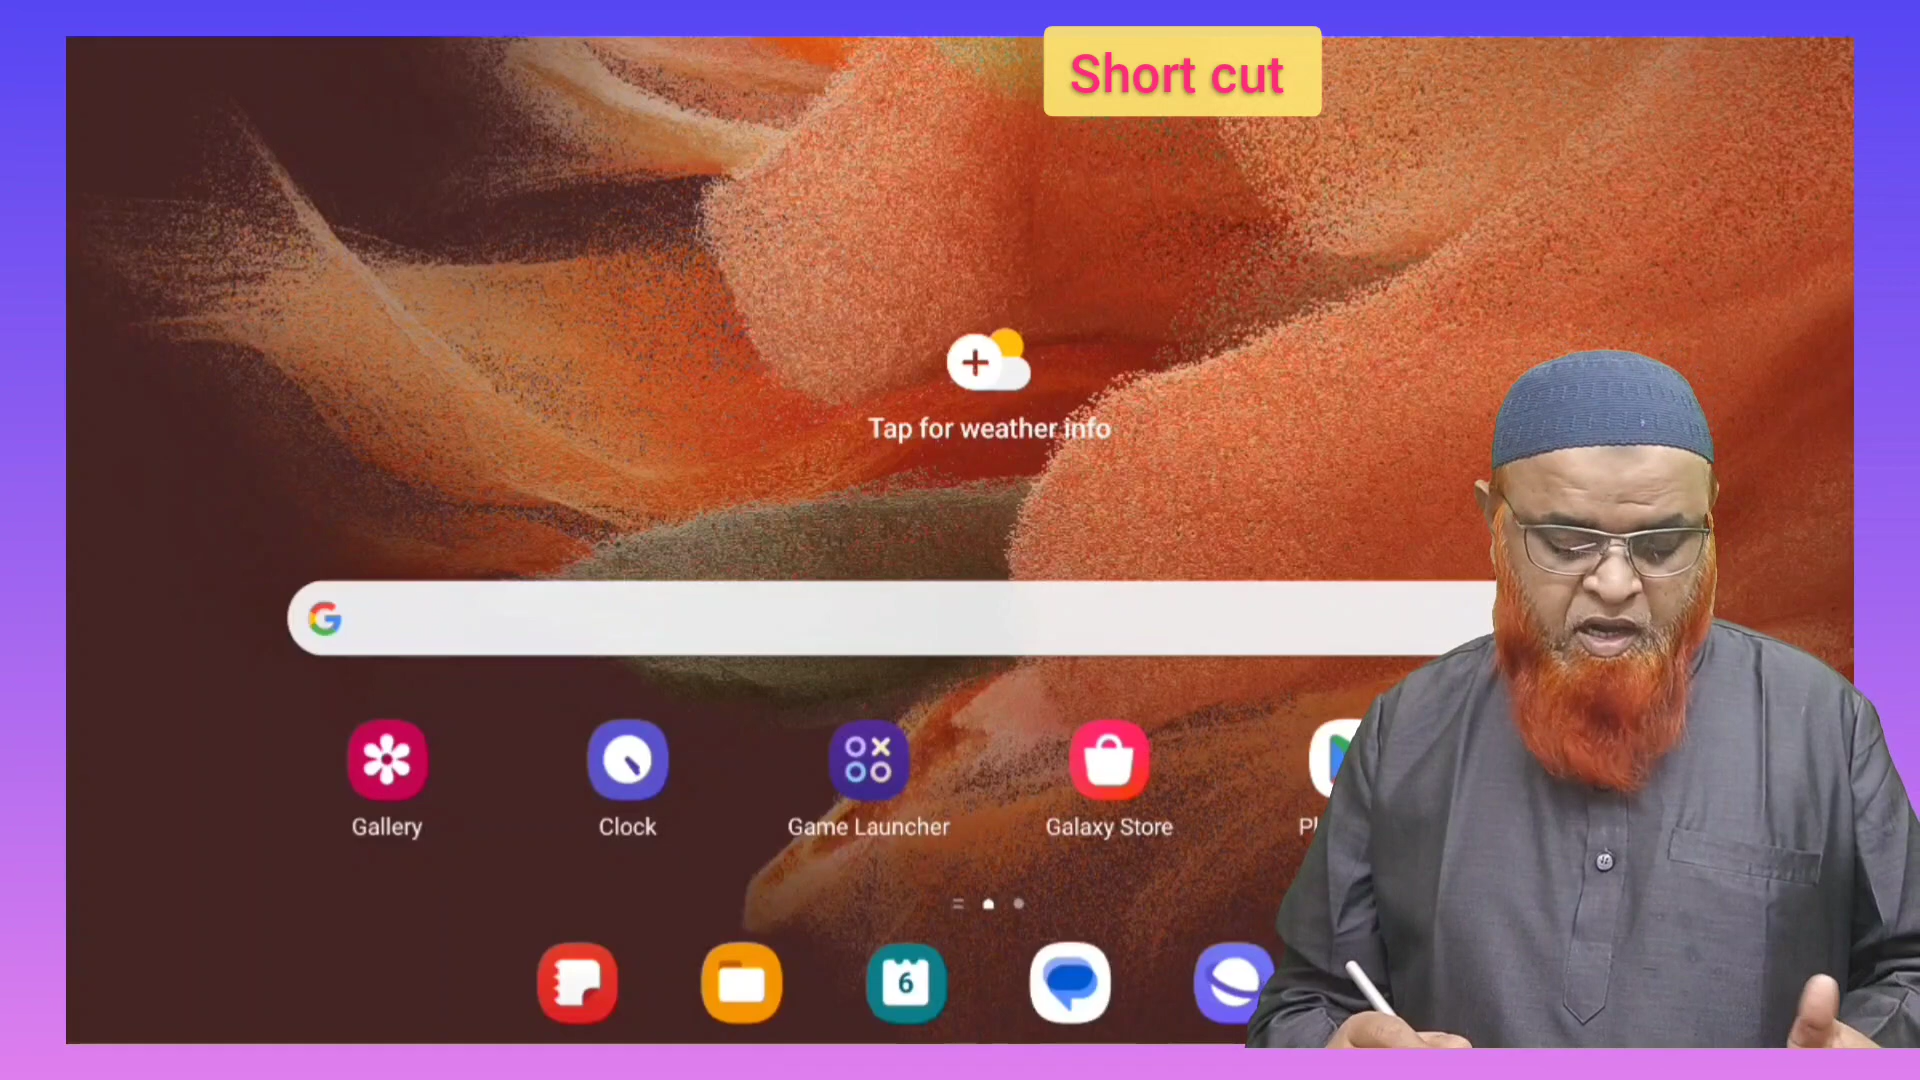 Short cut
Tap for weather info
G
Gallery
Clock
Game Launcher
Galaxy Store
6